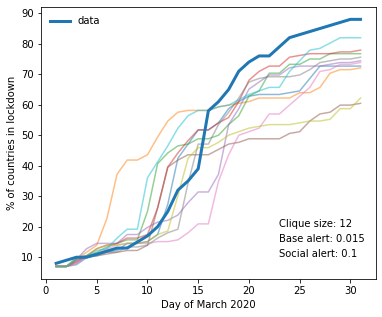 data
% of countries in lockdown
90
80
70
60
50
40
30
20
10
Clique size: 12
Base alert: 0.015
Social alert: 0.1
0 5 10 15 20 25 30
Day of March 2020